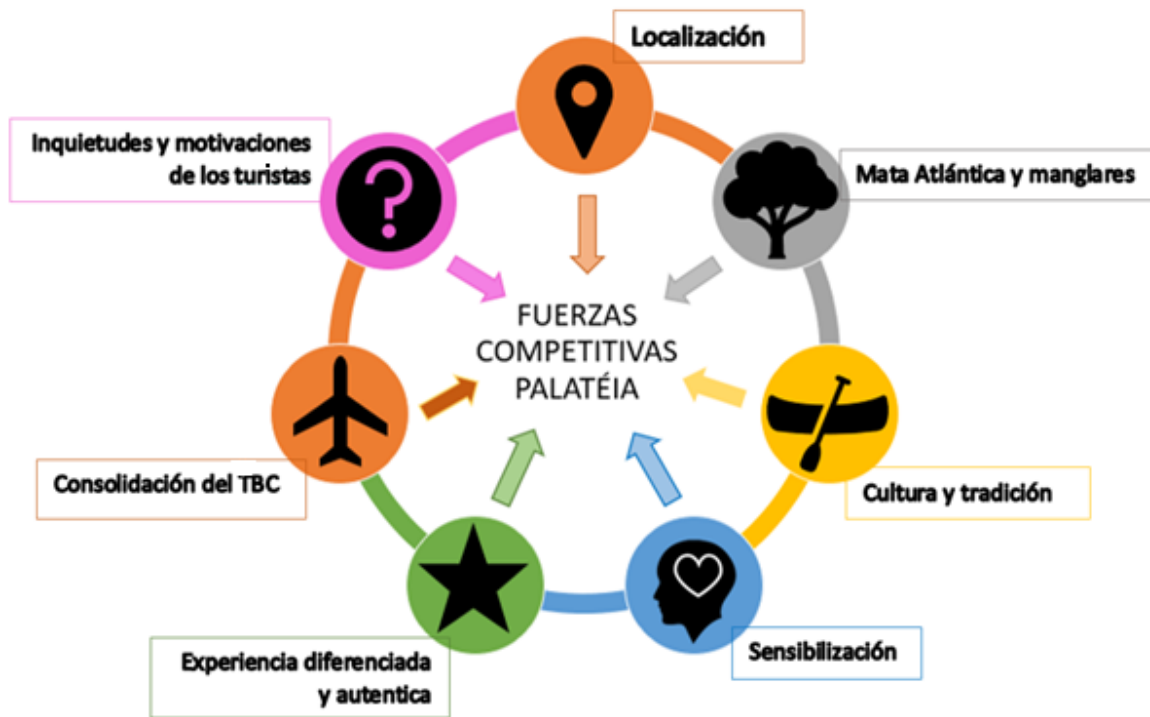 Localización
Inquietudes y motivaciones
de los turistas
Mata Atlántica y manglares
FUERZAS
COMPETITIVAS
PALATÉIA
Consolidación del TBC
Cultura y tradición
Experiencia diferenciada
y autentica
Sensibilización